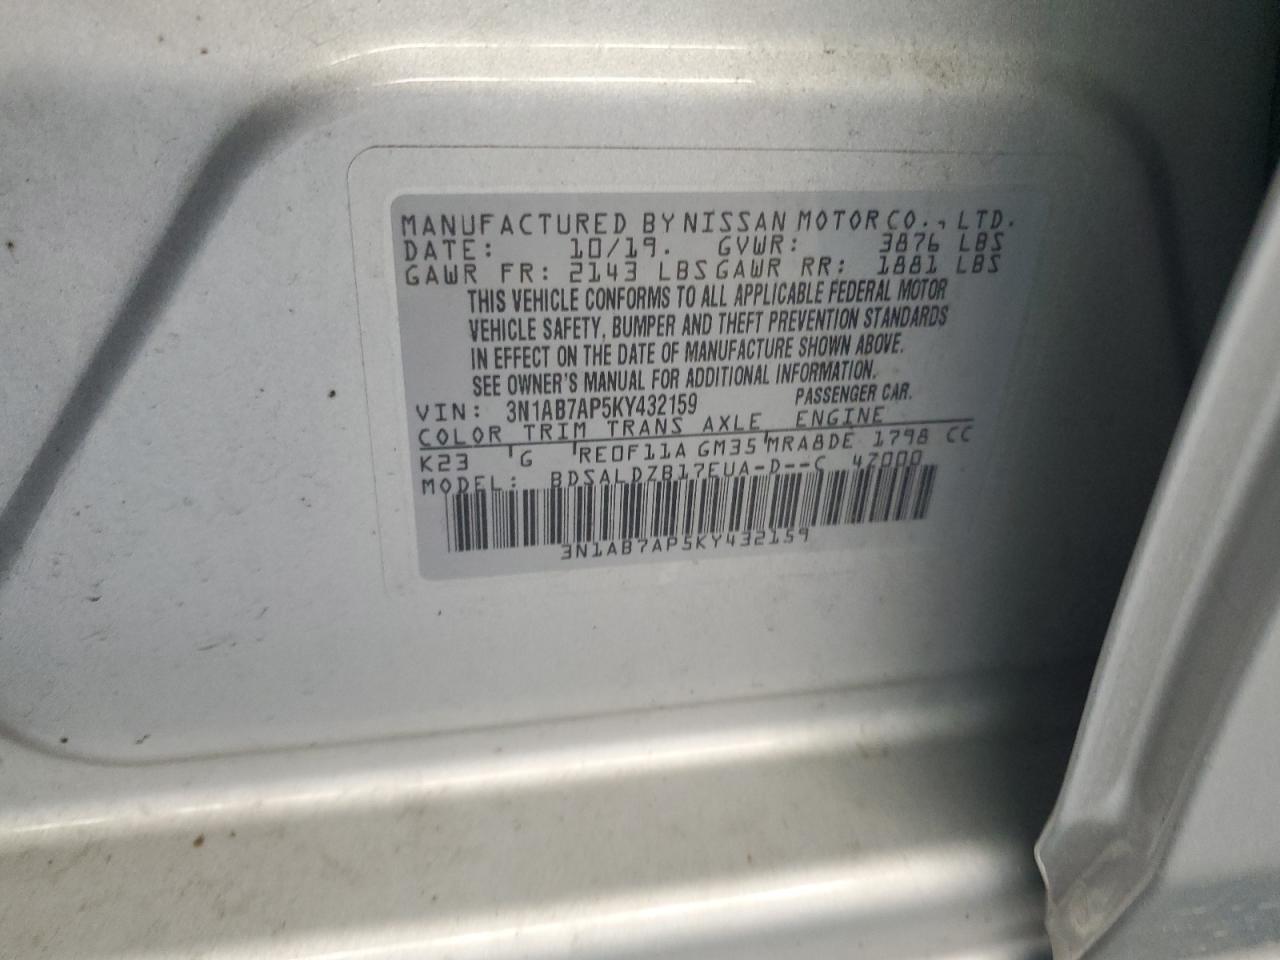 MANUFACTURED BY NISSAN MOTOR CO., LTD.
DATE: 10/19. GVWR: 3876 LBS
GAWR FR: 2143 LBS GAWR RR: 1881 LBS
THIS VEHICLE CONFORMS TO ALL APPLICABLE FEDERAL MOTOR
VEHICLE SAFETY, BUMPER AND THEFT PREVENTION STANDARDS
IN EFFECT ON THE DATE OF MANUFACTURE SHOWN ABOVE.
SEE OWNER'S MANUAL FOR ADDITIONAL INFORMATION.
VIN: 3N1AB7AP5KY432159 PASSENGER CAR.
COLOR TRIM TRANS AXLE ENGINE
K23 G RE0F11A GM35 MRA8DE 1798 CC
MODEL: BDSALDZB17EUA-D--C 42000
3N1AB7AP5KY432159